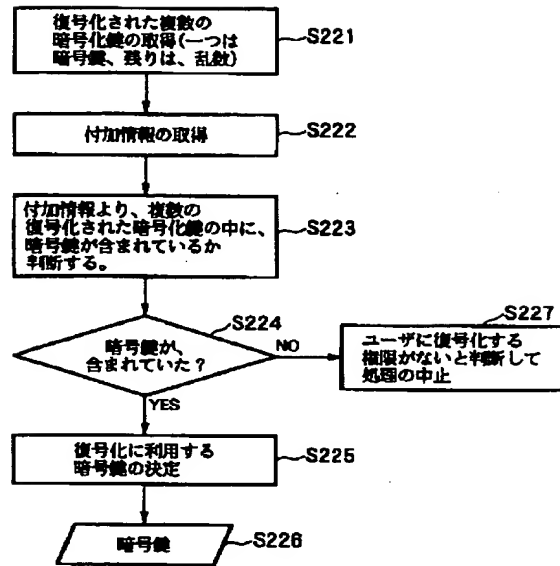 復号化された複数の
暗号化鍵の取得(一つは
暗号鍵、残りは、乱数)
S221
付加情報の取得
S222
付加情報より、複数の
復号化された暗号化鍵の中に、
暗号鍵が含まれているか
判断する。
S223
S224
暗号鍵が、
含まれていた?
NO
YES
S227
ユーザに復号化する
権限がないと判断して
処理の中止
復号化に利用する
暗号鍵の決定
S225
暗号鍵
S226